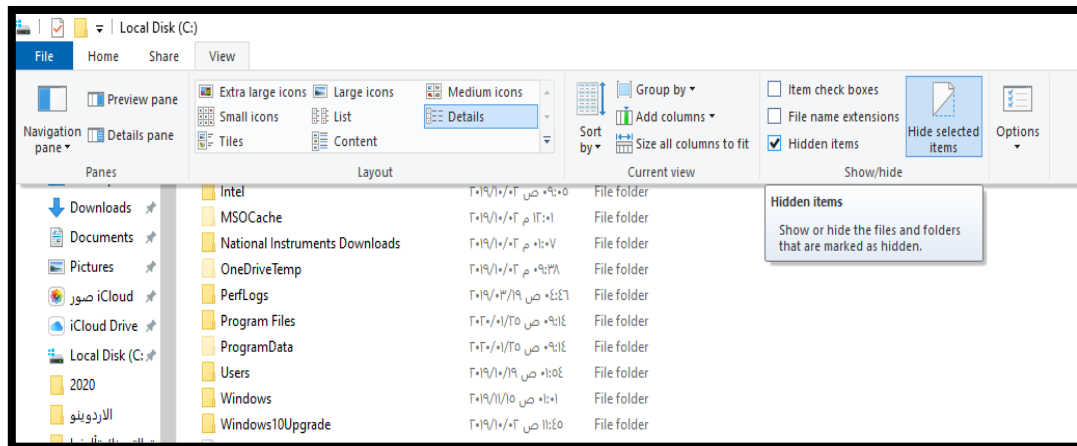 Local Disk (C:)
File Home Share View
Navigation pane
Preview pane
Details pane
Panes
Extra large icons Large icons Medium icons
Small icons List Details
Tiles Content
Layout
Sort by
Group by
Add columns
Size all columns to fit
Current view
Item check boxes
File name extensions
Hidden items
Hide selected items
Show/hide
Options
Downloads
Documents
Pictures
صور iCloud
iCloud Drive
Local Disk (C:
2020
الاردوينو
Intel ٢٠١٩/١٠/٠٢ ٠٩:٠٥ ص File folder
MSOCache ٢٠١٩/١٠/٠٢ ١٢:٠١ م File folder
National Instruments Downloads ٢٠١٩/١٠/٠٢ ٠١:٠٧ م File folder
OneDriveTemp ٢٠١٩/١٠/٠٢ ٠٩:٣٨ م File folder
PerfLogs ٢٠١٩/٠٣/١٩ ٠٤:٤٦ ص File folder
Program Files ٢٠٢٠/٠١/٢٥ ٠٩:١٤ ص File folder
ProgramData ٢٠٢٠/٠١/٢٥ ٠٩:١٤ ص File folder
Users ٢٠١٩/١٠/١٩ ٠١:٥٤ ص File folder
Windows ٢٠١٩/١١/١٥ ٠١:٠١ ص File folder
Windows10Upgrade ٢٠١٩/١٠/٠٢ ١١:٤٥ ص File folder
Hidden items
Show or hide the files and folders
that are marked as hidden.